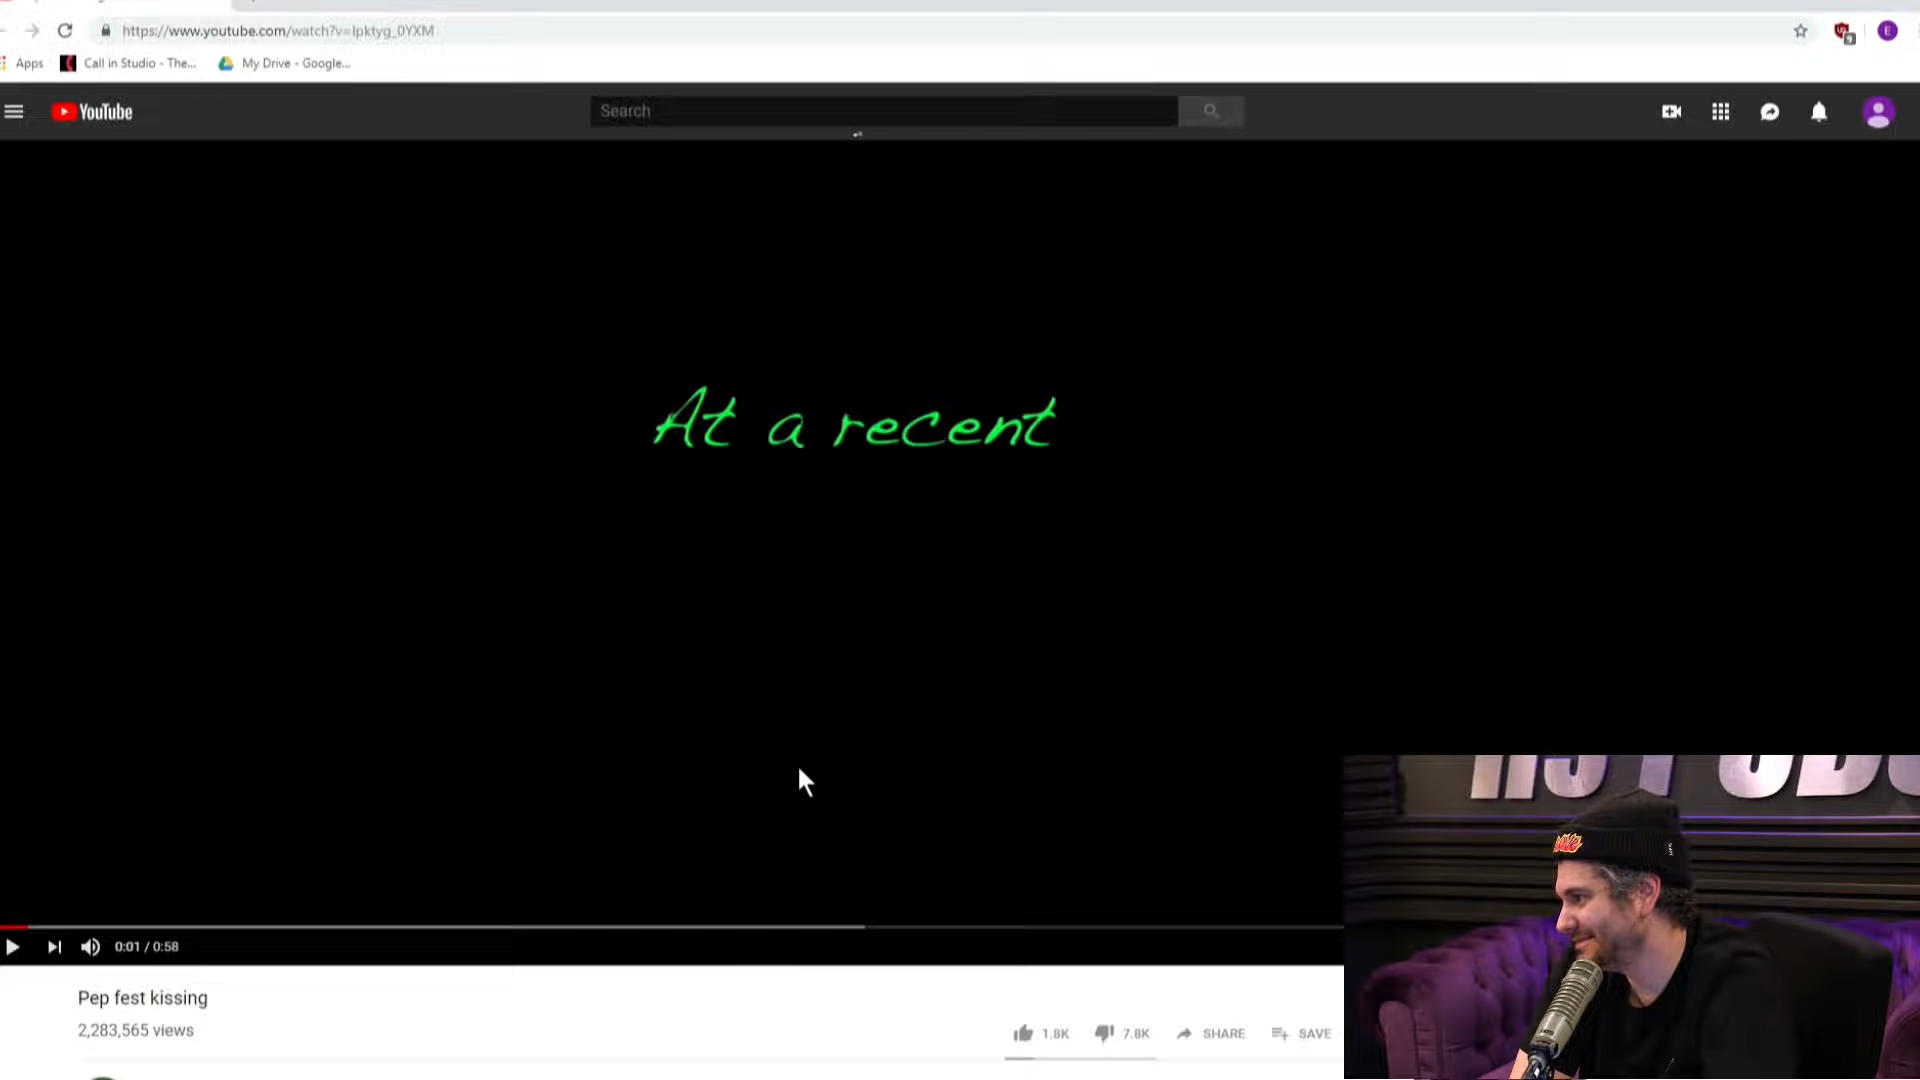 https://www.youtube.com/watch?v=lpktyg_0YXM
Apps
Call in Studio - The...
My Drive - Google...
E
YouTube
Search
At a recent
0:01 / 0:58
Pep fest kissing
2,283,565 views
1.8K
7.8K
SHARE
SAVE